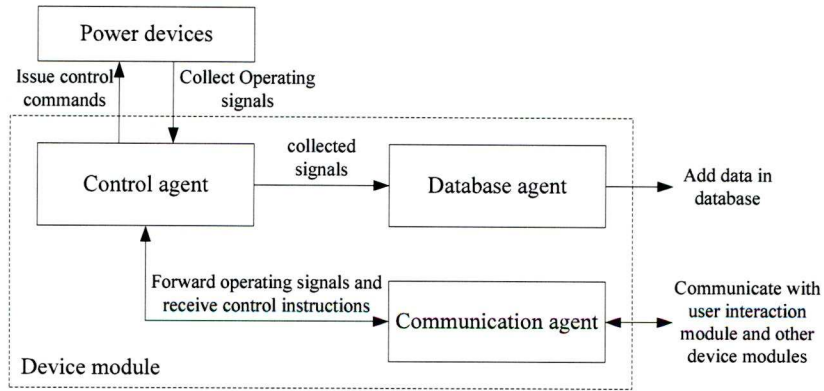 Power devices
Issue control
commands
Collect Operating
signals
Control agent
collected
signals
Database agent
Add data in
database
Forward operating signals and
receive control instructions
Communication agent
Communicate with
user interaction
module and other
device modules
Device module